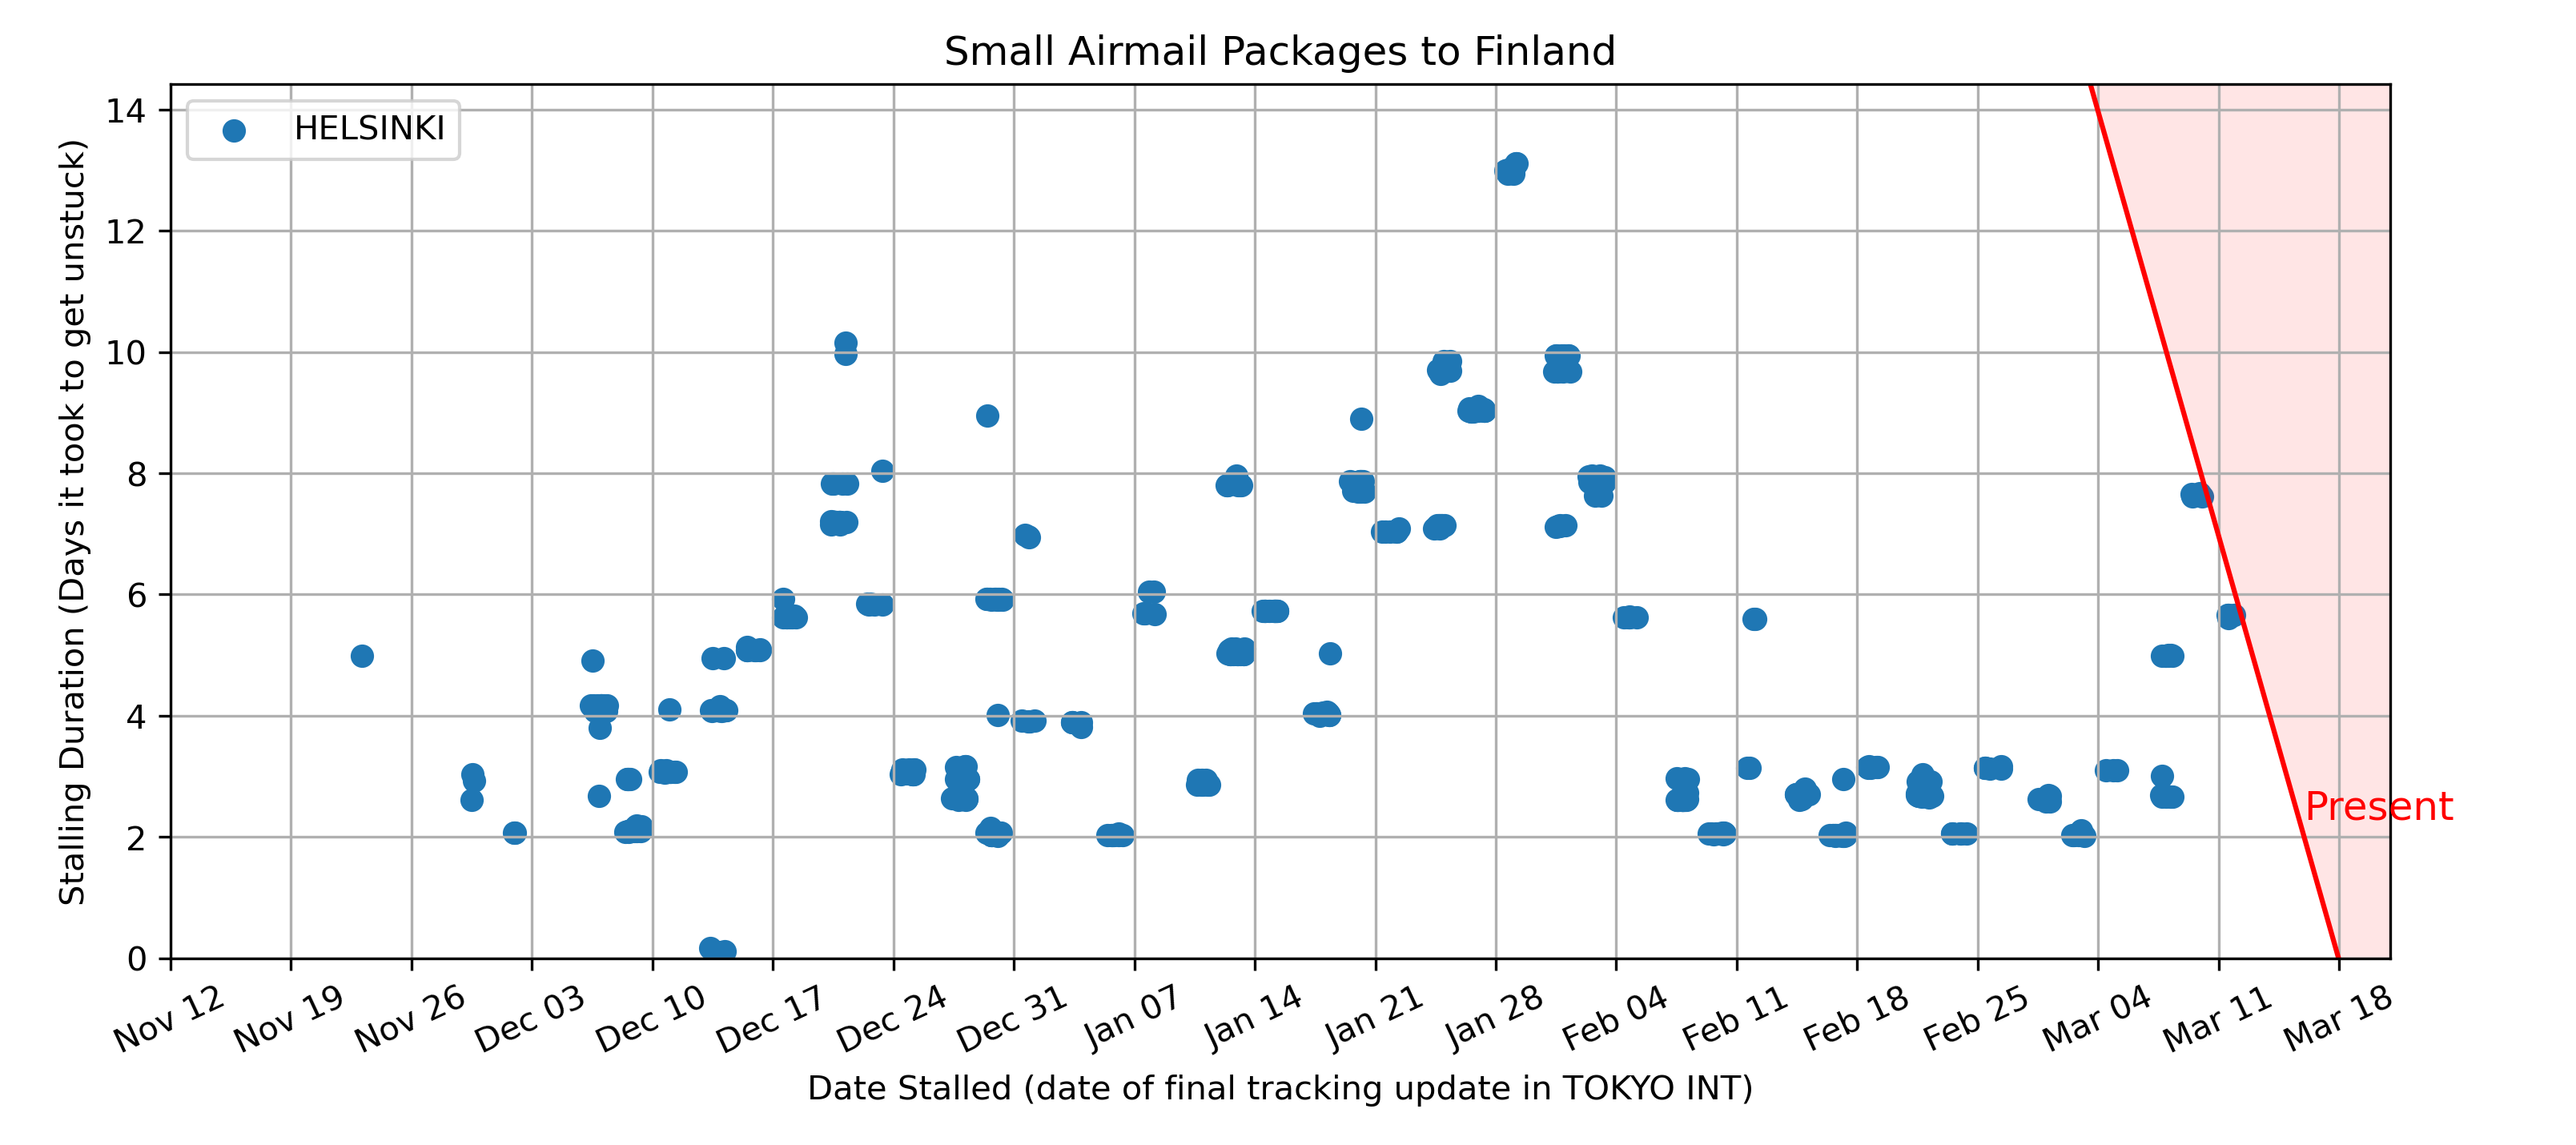 Small Airmail Packages to Finland
HELSINKI
Stalling Duration (Days it took to get unstuck)
14
12
10
8
6
4
2
0
Present
Nov 12
Nov 19
Nov 26
Dec 03
Dec 10
Dec 17
Dec 24
Dec 31
Jan 07
Jan 14
Jan 21
Jan 28
Feb 04
Feb 11
Feb 18
Feb 25
Mar 04
Mar 11
Mar 18
Date Stalled (date of final tracking update in TOKYO INT)